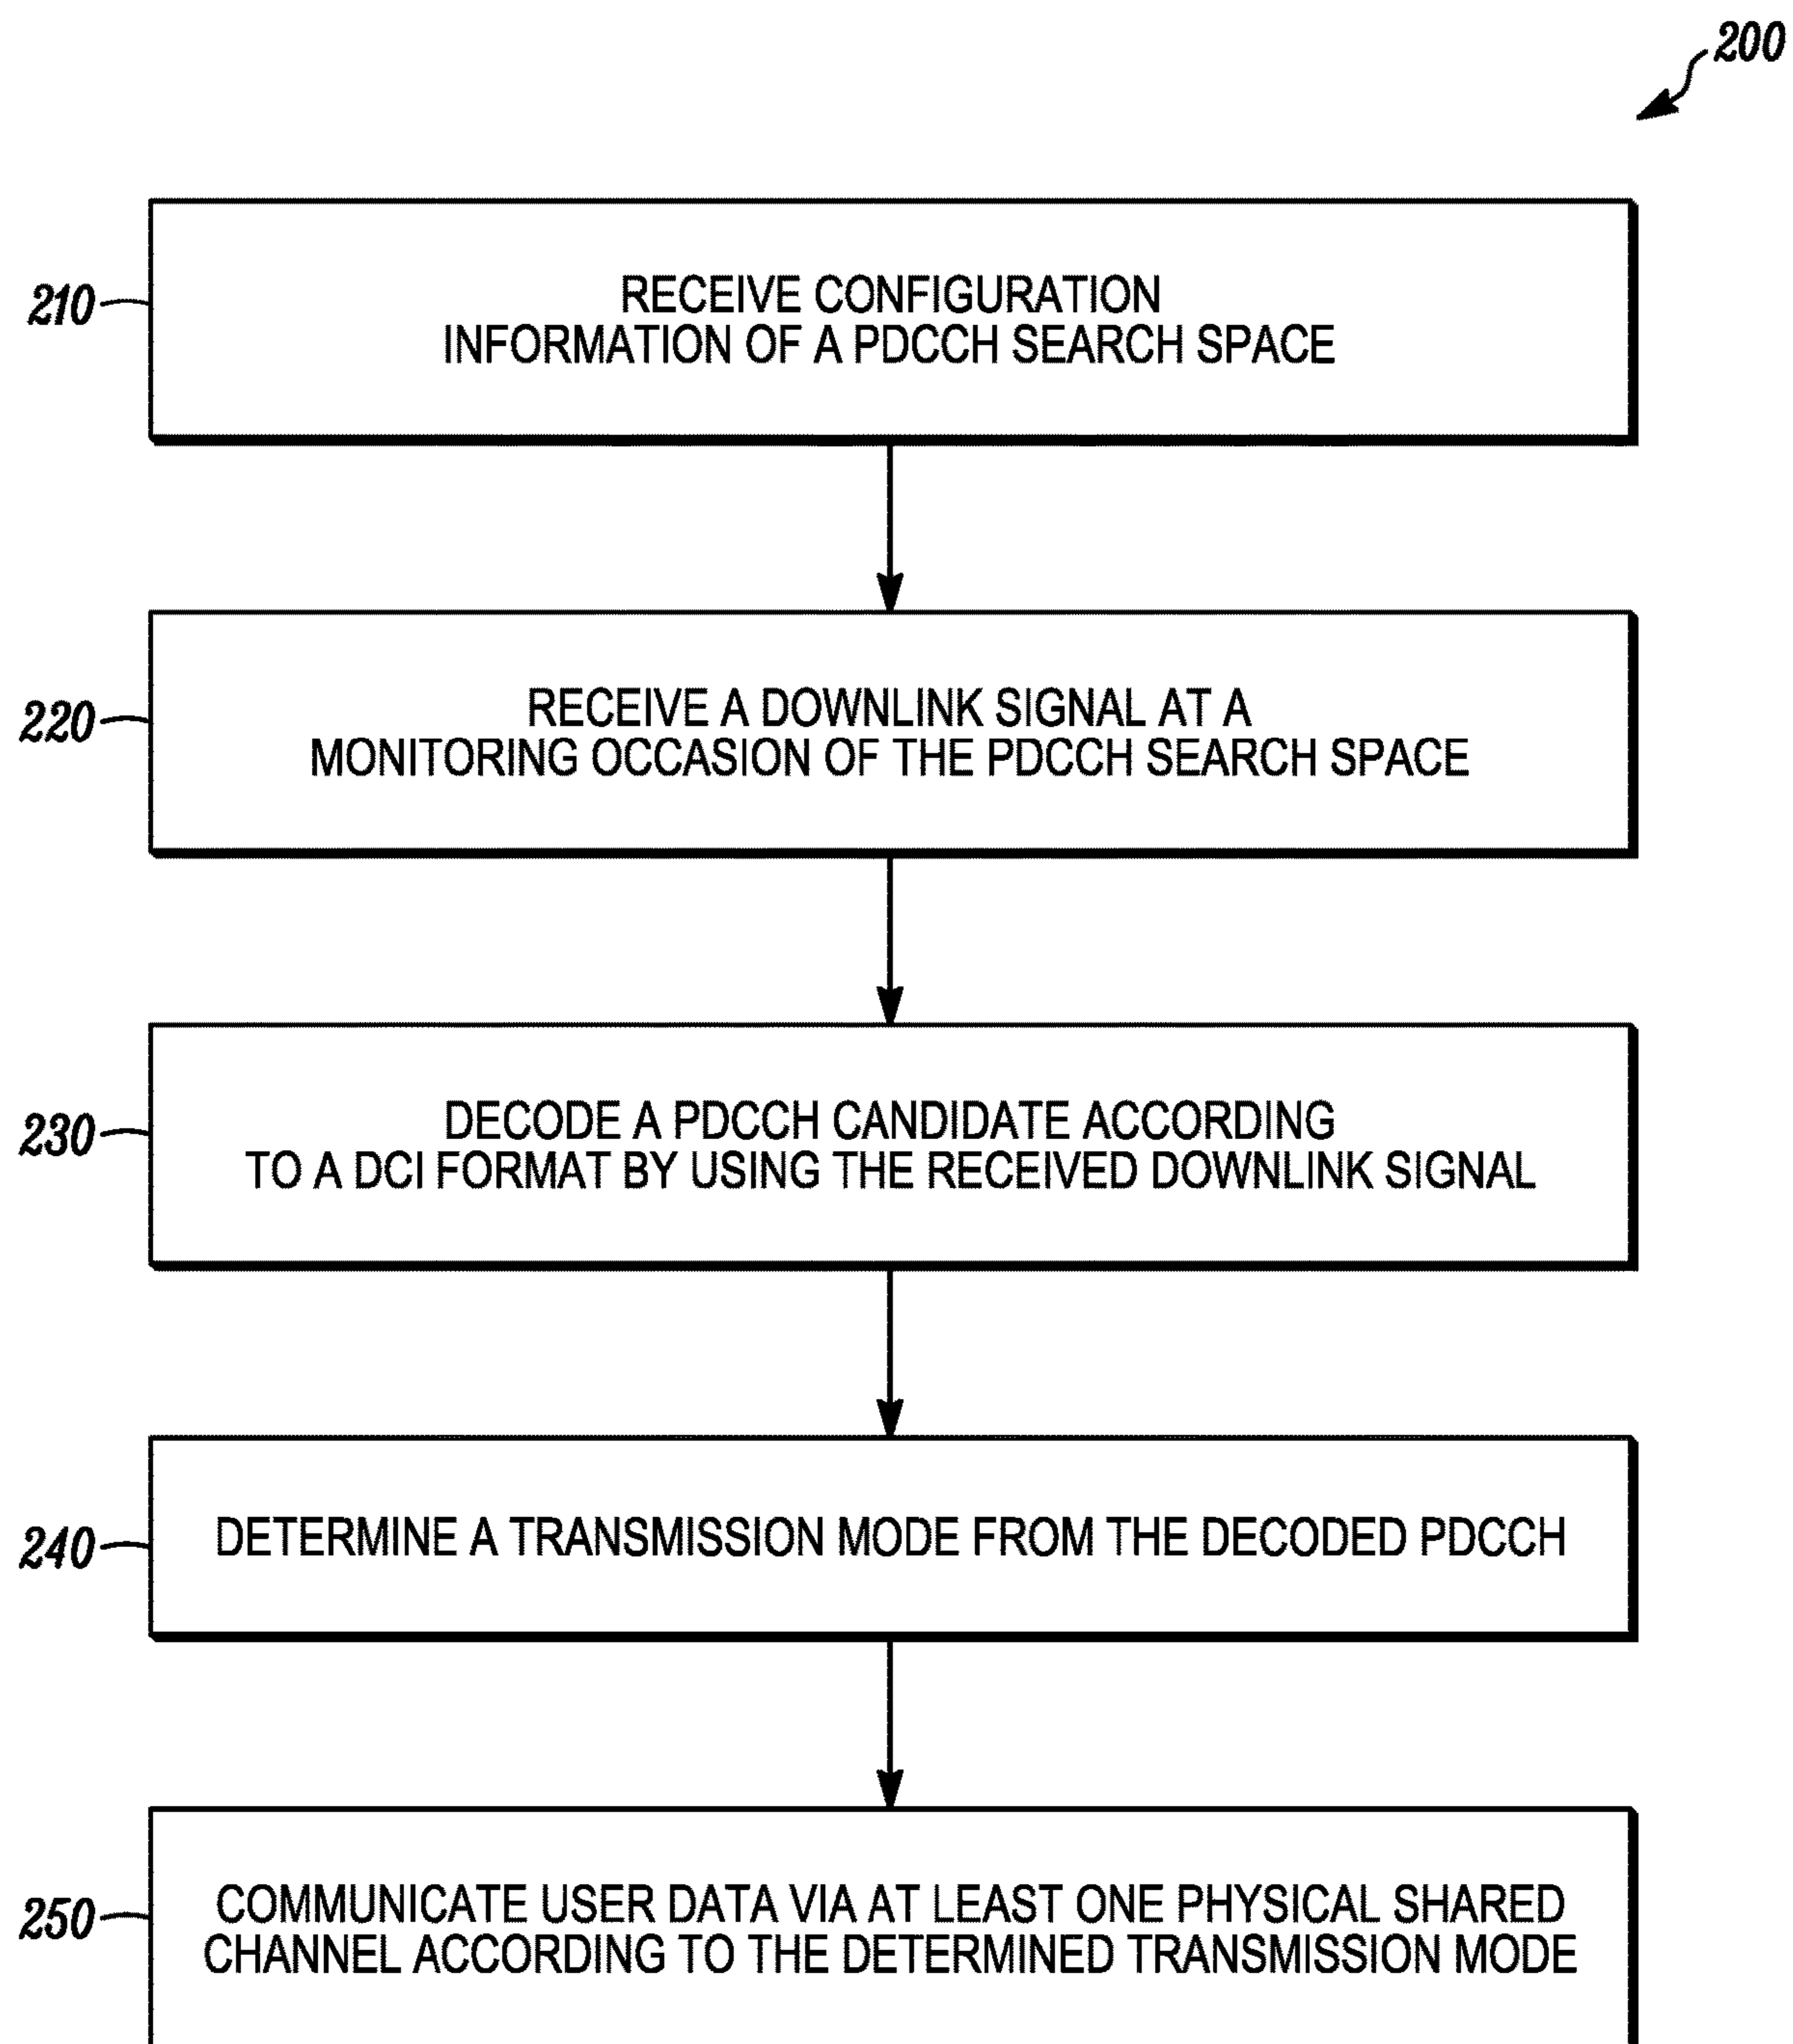 200
210
RECEIVE CONFIGURATION
INFORMATION OF A PDCCH SEARCH SPACE
220
RECEIVE A DOWNLINK SIGNAL AT A
MONITORING OCCASION OF THE PDCCH SEARCH SPACE
230
DECODE A PDCCH CANDIDATE ACCORDING
TO A DCI FORMAT BY USING THE RECEIVED DOWNLINK SIGNAL
240
DETERMINE A TRANSMISSION MODE FROM THE DECODED PDCCH
250
COMMUNICATE USER DATA VIA AT LEAST ONE PHYSICAL SHARED
CHANNEL ACCORDING TO THE DETERMINED TRANSMISSION MODE